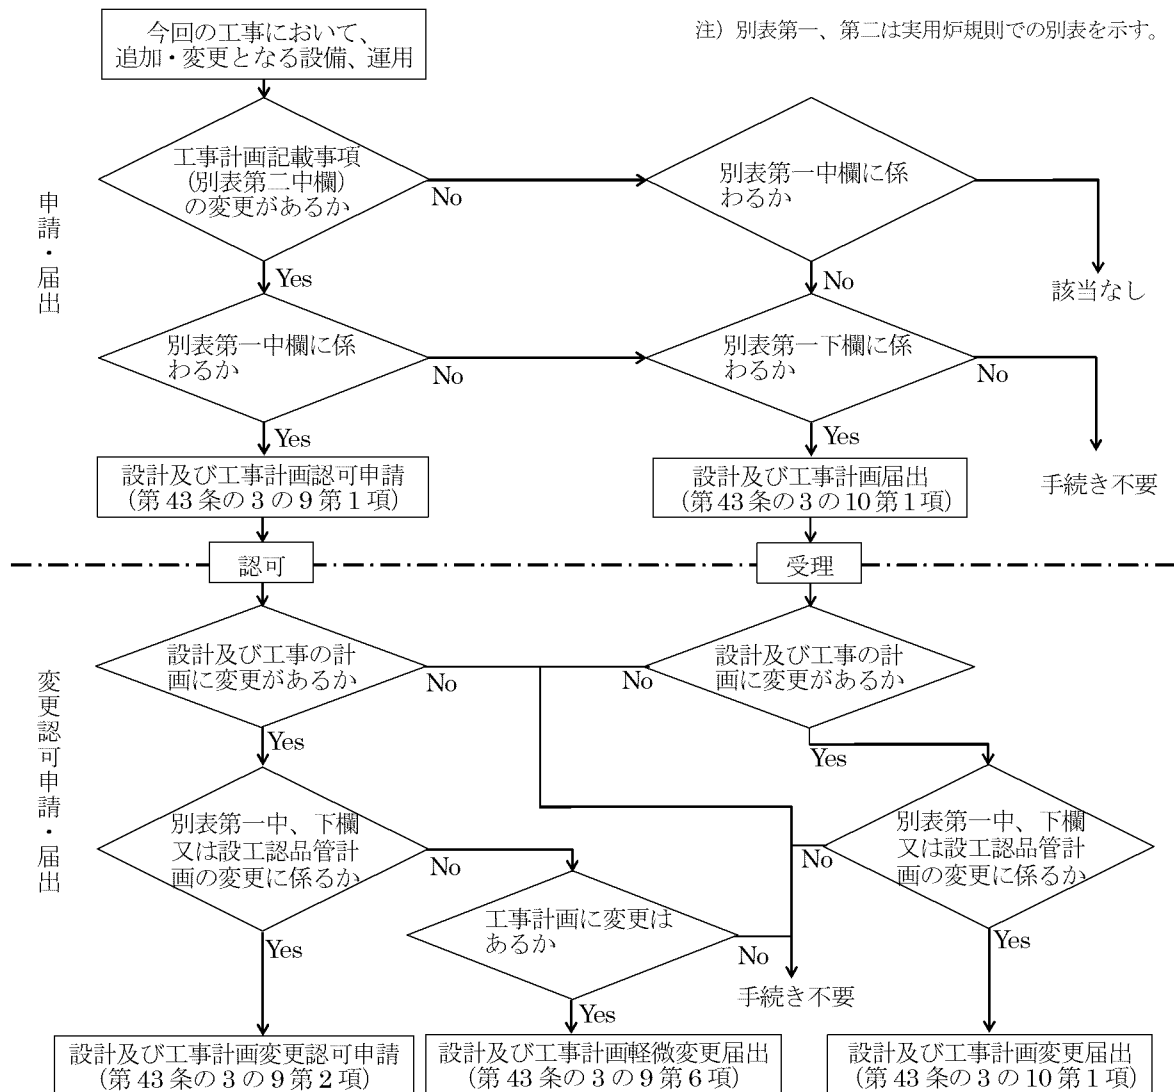 今回の工事において、
追加・変更となる設備、運用
注）別表第一、第二は実用炉規則での別表を示す。
申請・届出
工事計画記載事項
(別表第二中欄)
の変更があるか
No
別表第一中欄に係
わるか
Yes
No
該当なし
別表第一中欄に係
わるか
No
別表第一下欄に係
わるか
No
Yes
Yes
手続き不要
設計及び工事計画認可申請
(第 43 条の 3 の 9 第 1 項)
設計及び工事計画届出
(第 43 条の 3 の 10 第 1 項)
認可
受理
変更認可申請・届出
設計及び工事の計
画に変更があるか
No
No
設計及び工事の計
画に変更があるか
Yes
Yes
別表第一中、下欄
又は設工認品管計
画の変更に係るか
No
No
別表第一中、下欄
又は設工認品管計
画の変更に係るか
工事計画に変更は
あるか
Yes
No
Yes
手続き不要
Yes
設計及び工事計画変更認可申請
(第 43 条の 3 の 9 第 2 項)
設計及び工事計画軽微変更届出
(第 43 条の 3 の 9 第 6 項)
設計及び工事計画変更届出
(第 43 条の 3 の 10 第 1 項)